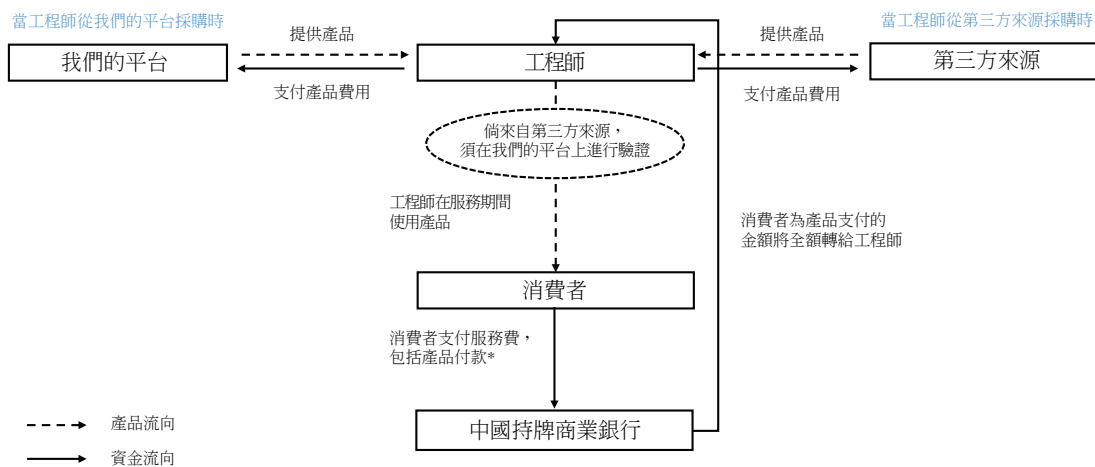 當工程師從我們的平台採購時
當工程師從第三方來源採購時
提供產品
提供產品
我們的平台
工程師
第三方來源
支付產品費用
支付產品費用
倘來自第三方來源，
須在我們的平台上進行驗證
工程師在服務期間
使用產品
消費者為產品支付的
金額將全額轉給工程師
消費者
消費者支付服務費，
包括產品付款*
中國持牌商業銀行
產品流向
資金流向